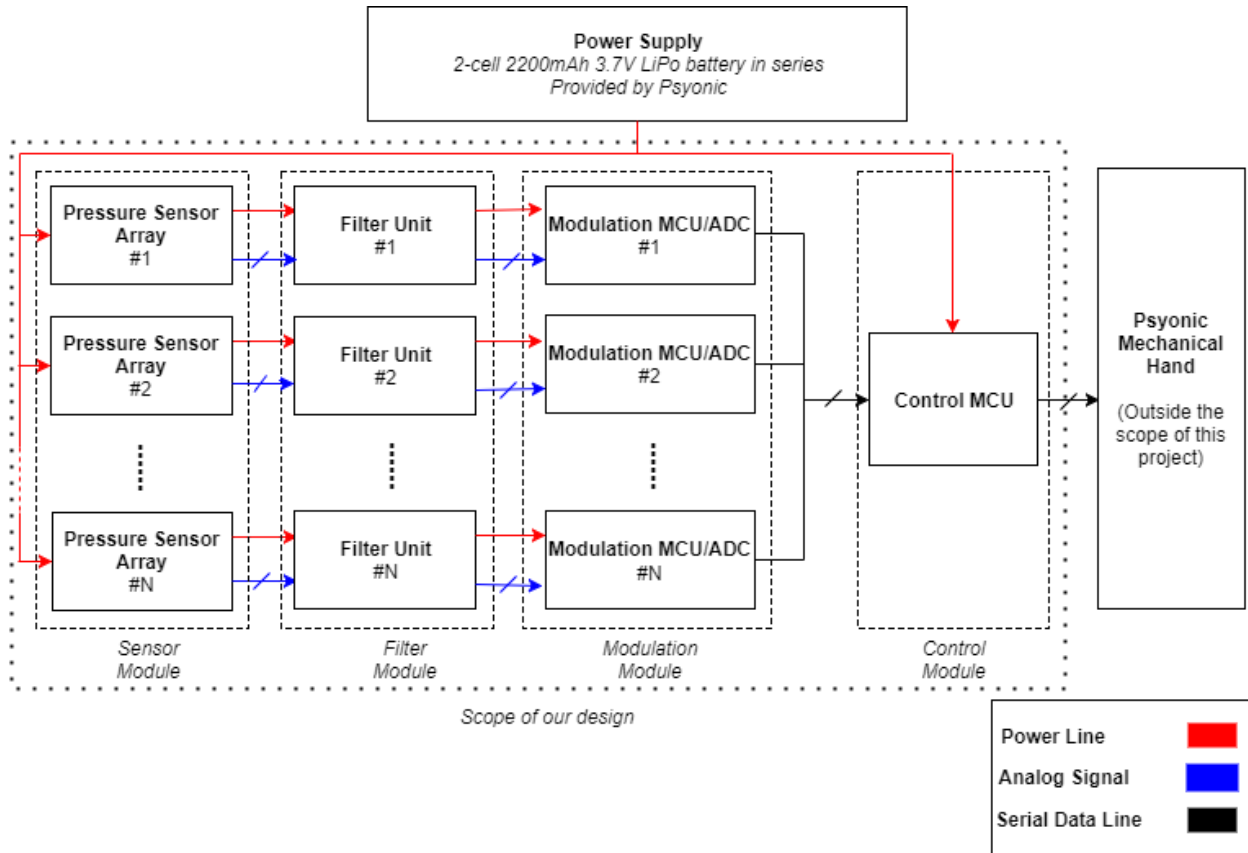 Power Supply
2-cell 2200mAh 3.7V LiPo battery in series
Provided by Psyonic
Pressure Sensor
Array
#1
Filter Unit
#1
Modulation MCU/ADC
#1
Pressure Sensor
Array
#2
Filter Unit
#2
Modulation MCU/ADC
#2
Pressure Sensor
Array
#N
Filter Unit
#N
Modulation MCU/ADC
#N
Control MCU
Psyonic
Mechanical
Hand
(Outside the
scope of this
project)
Sensor
Module
Filter
Module
Modulation
Module
Control
Module
Scope of our design
Power Line
Analog Signal
Serial Data Line